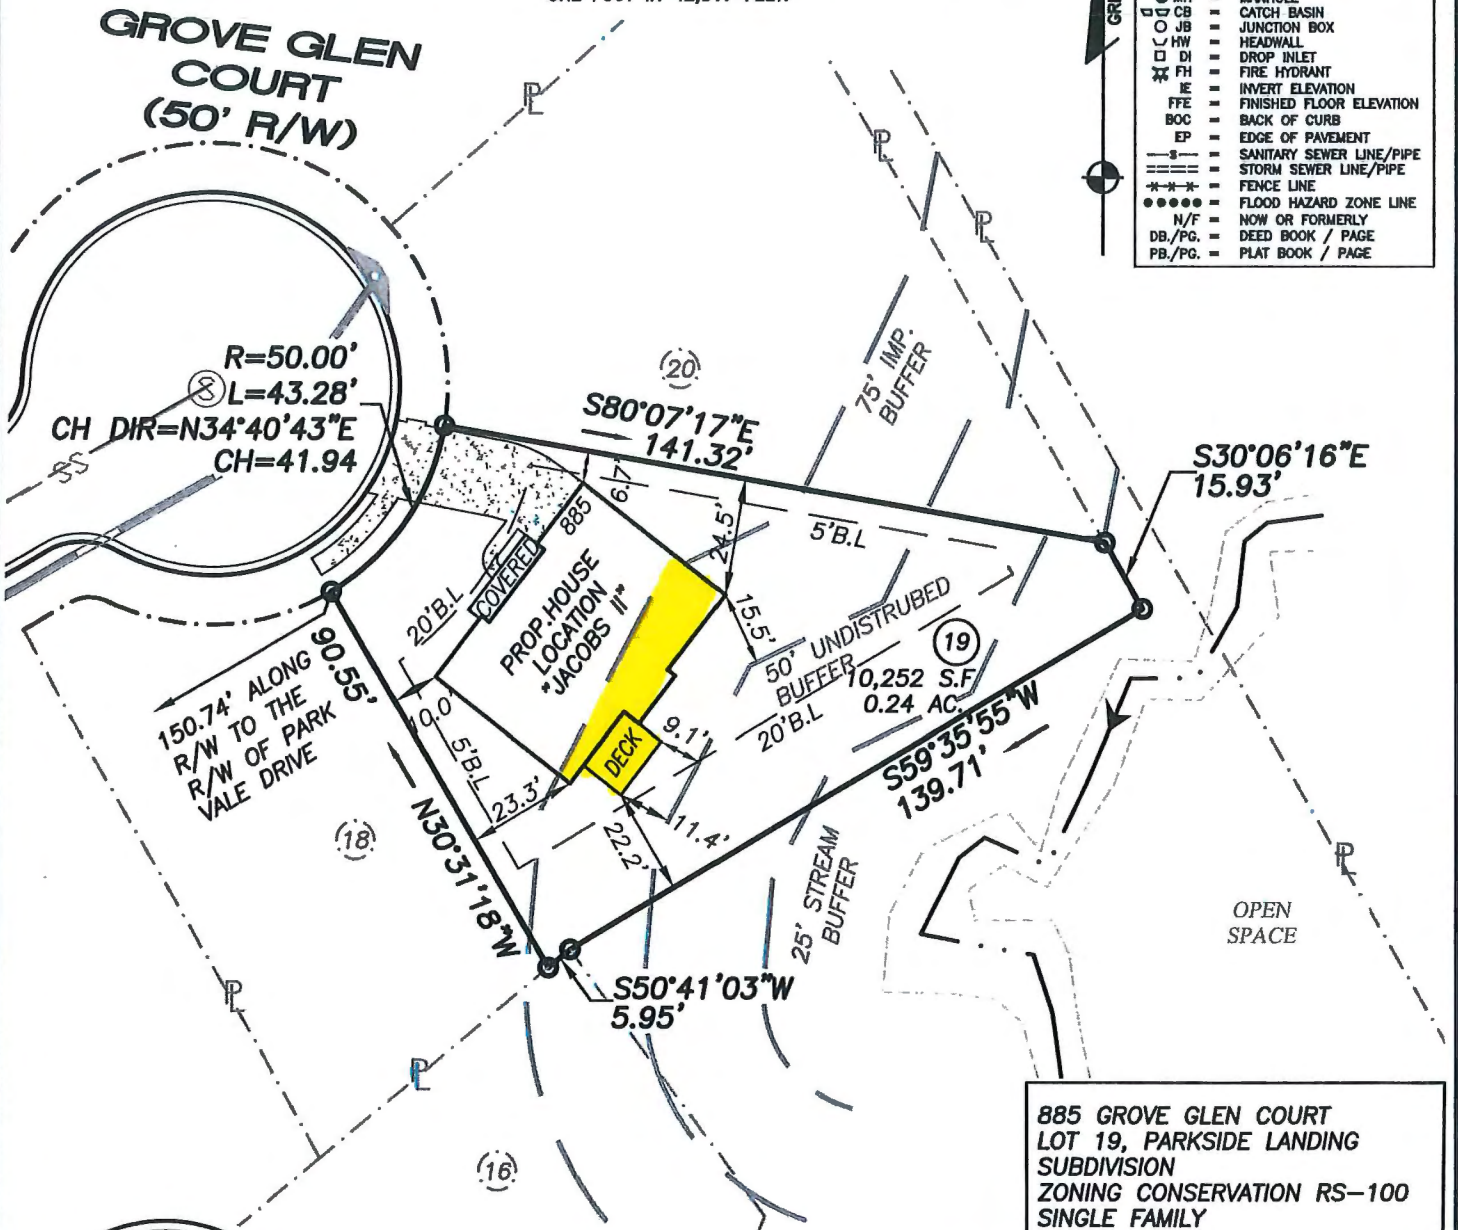 GROVE GLEN
COURT
(50' R/W)
CB = CATCH BASIN
JB = JUNCTION BOX
HW = HEADWALL
DI = DROP INLET
FH = FIRE HYDRANT
IE = INVERT ELEVATION
FFE = FINISHED FLOOR ELEVATION
BOC = BACK OF CURB
EP = EDGE OF PAVEMENT
—S— = SANITARY SEWER LINE/PIPE
===== = STORM SEWER LINE/PIPE
-x-x-x- = FENCE LINE
●●●●● = FLOOD HAZARD ZONE LINE
N/F = NOW OR FORMERLY
DB./PG. = DEED BOOK / PAGE
PB./PG. = PLAT BOOK / PAGE
PL
PL
PL
R=50.00'
S
L=43.28'
CH DIR=N34°40'43"E
CH=41.94
SS
20
S80°07'17"E
141.32'
75' IMP.
BUFFER
S30°06'16"E
15.93'
6.7'
885
24.5'
5'B.L
COVERED
20'B.L
PROP.HOUSE
LOCATION
"JACOBS II"
15.5'
50' UNDISTRUBED
BUFFER
19
10,252 S.F
0.24 AC.
20'B.L
90.55'
150.74' ALONG
R/W TO THE
R/W OF PARK
VALE DRIVE
10.0'
5'B.L
DECK
9.1'
S59°35'55"W
139.71'
23.3'
11.4'
22.2'
18
N30°31'18"W
25' STREAM
BUFFER
PL
OPEN
SPACE
PL
S50°41'03"W
5.95'
PL
16
885 GROVE GLEN COURT
LOT 19, PARKSIDE LANDING
SUBDIVISION
ZONING CONSERVATION RS-100
SINGLE FAMILY